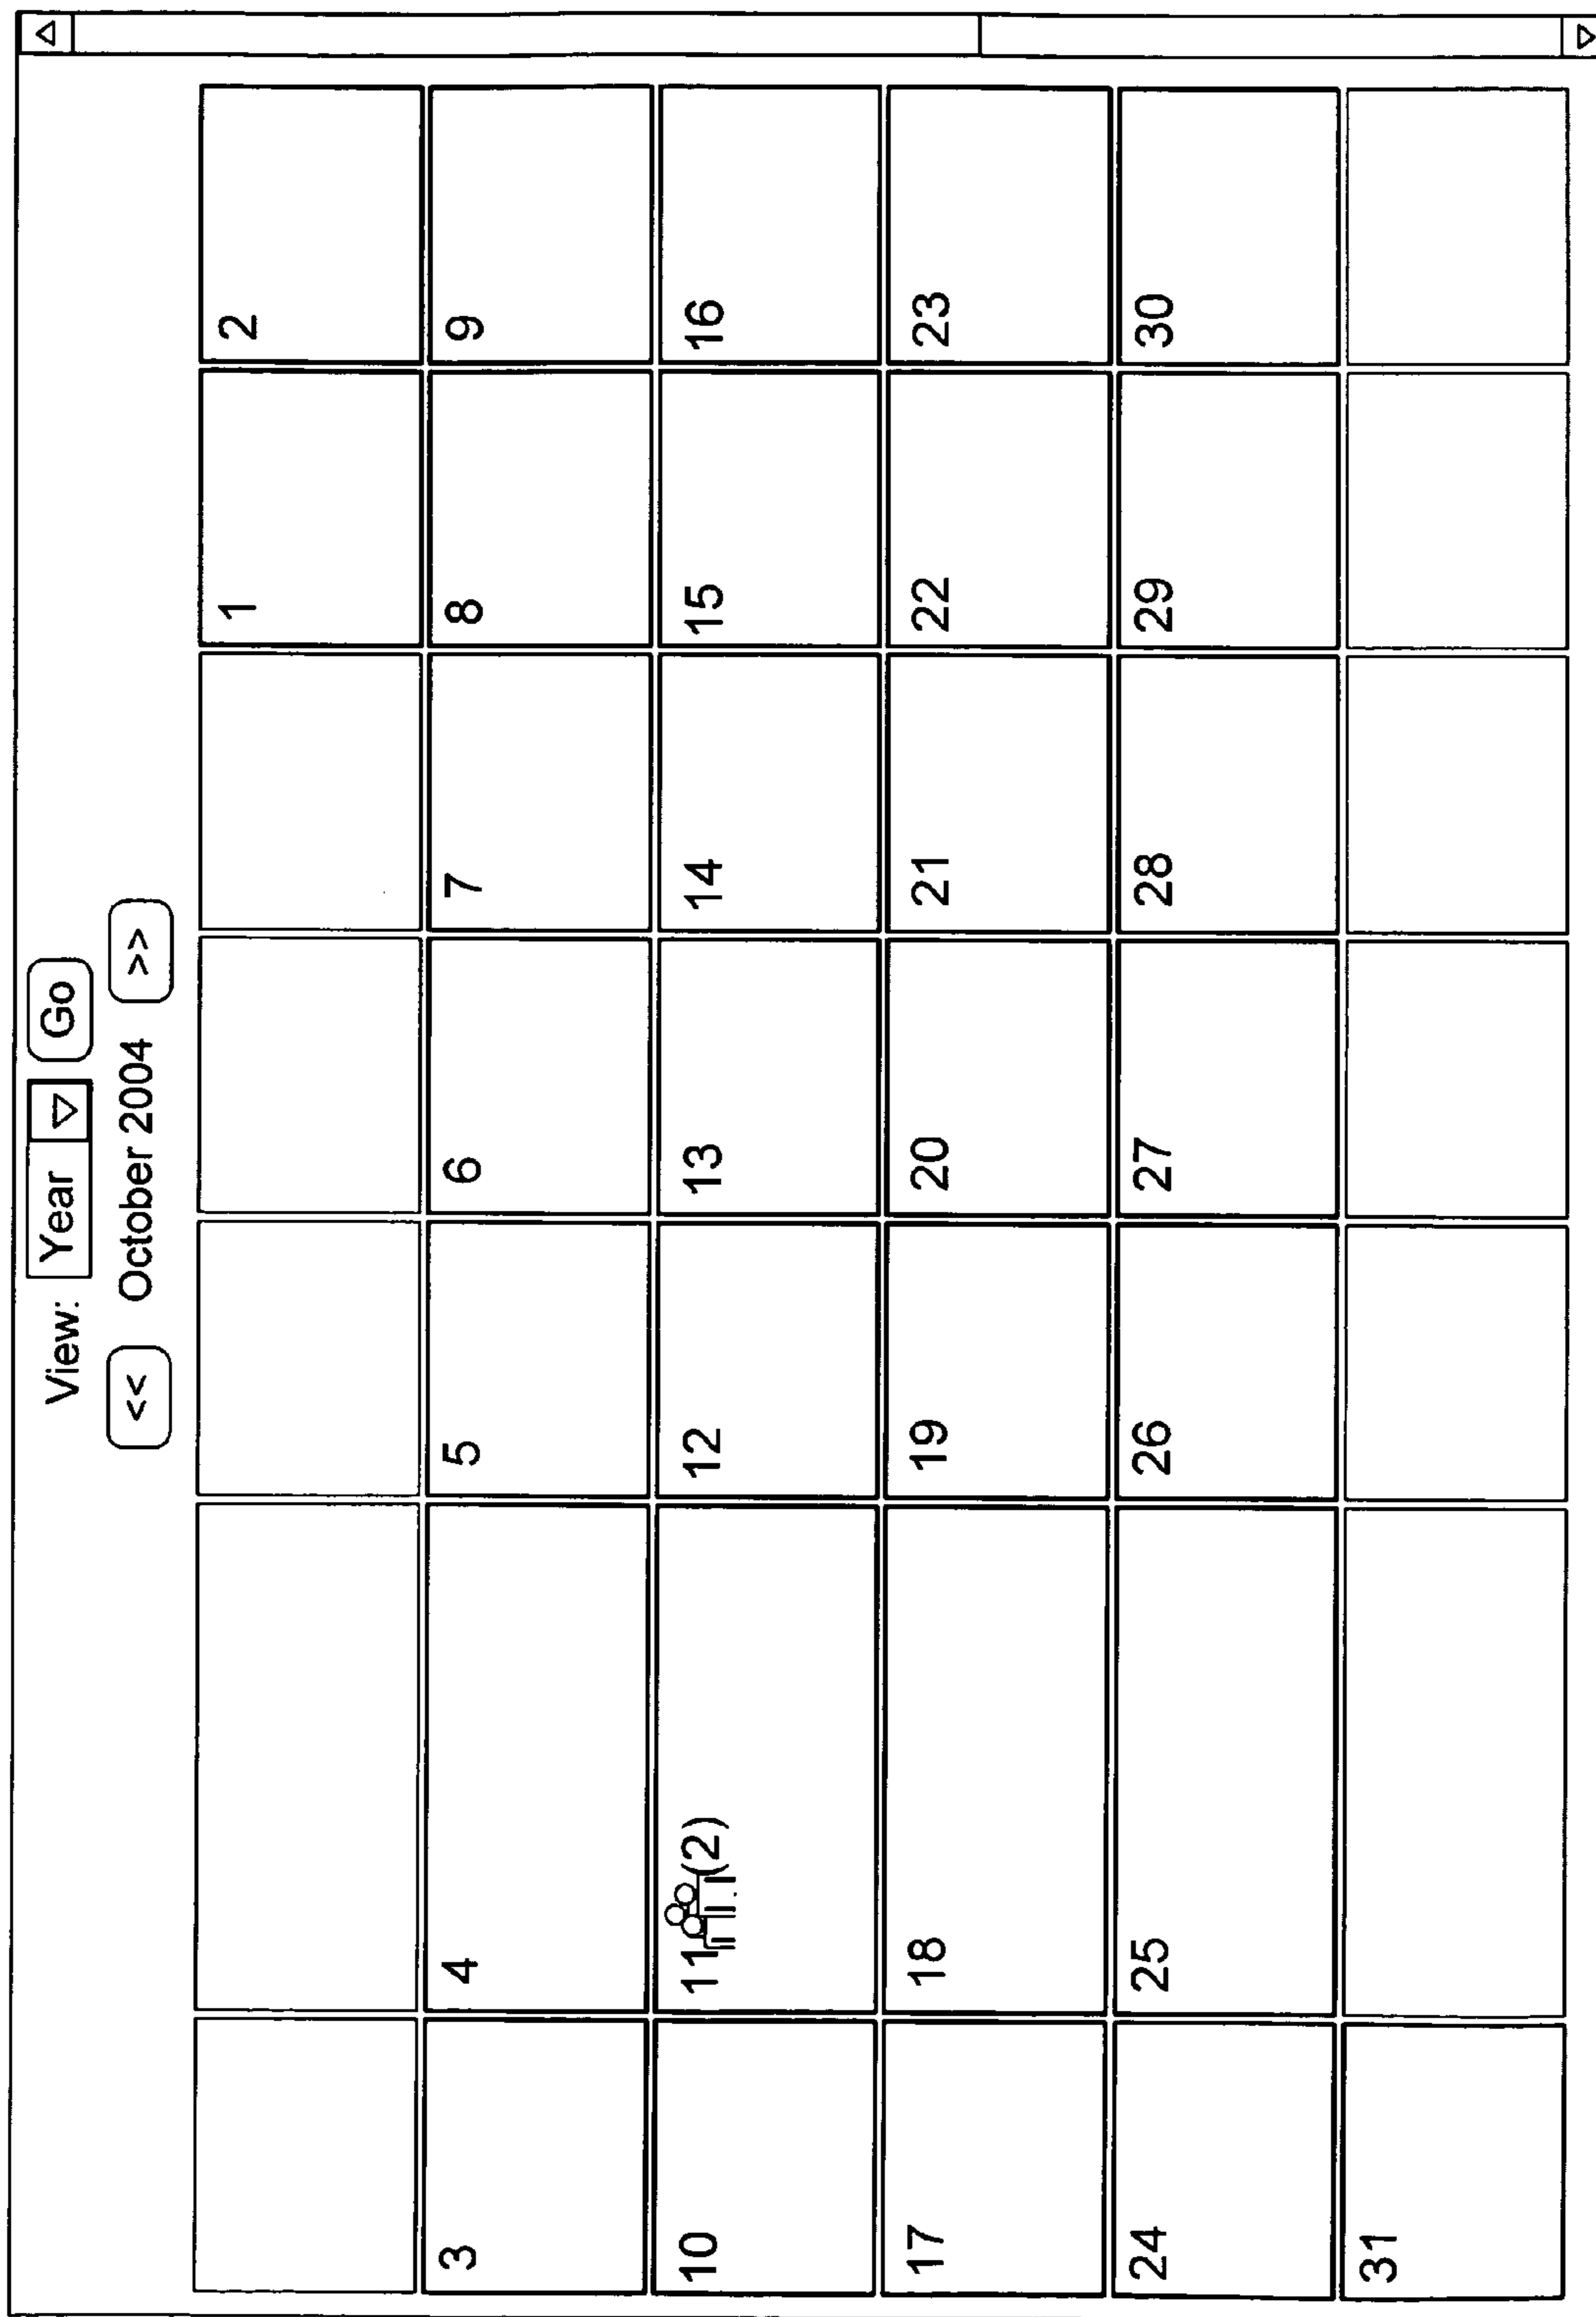 View: Year Go
<< October 2004 >>
1 2
3 4 5 6 7 8 9
10 11 (2) 12 13 14 15 16
17 18 19 20 21 22 23
24 25 26 27 28 29 30
31